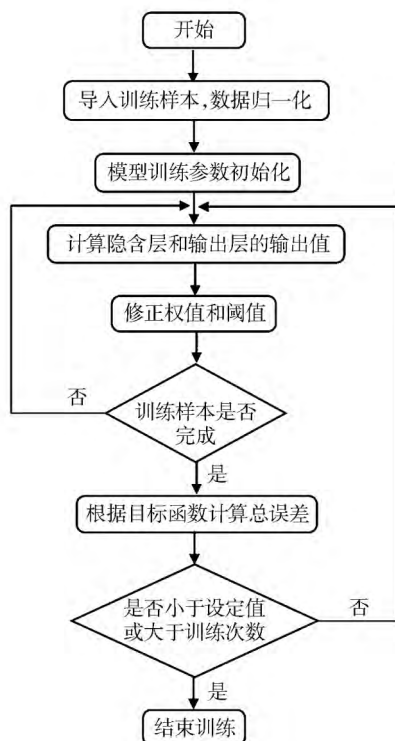 开始
导入训练样本,数据归一化
模型训练参数初始化
计算隐含层和输出层的输出值
修正权值和阈值
否
训练样本是否
完成
是
根据目标函数计算总误差
是否小于设定值
或大于训练次数
否
是
结束训练